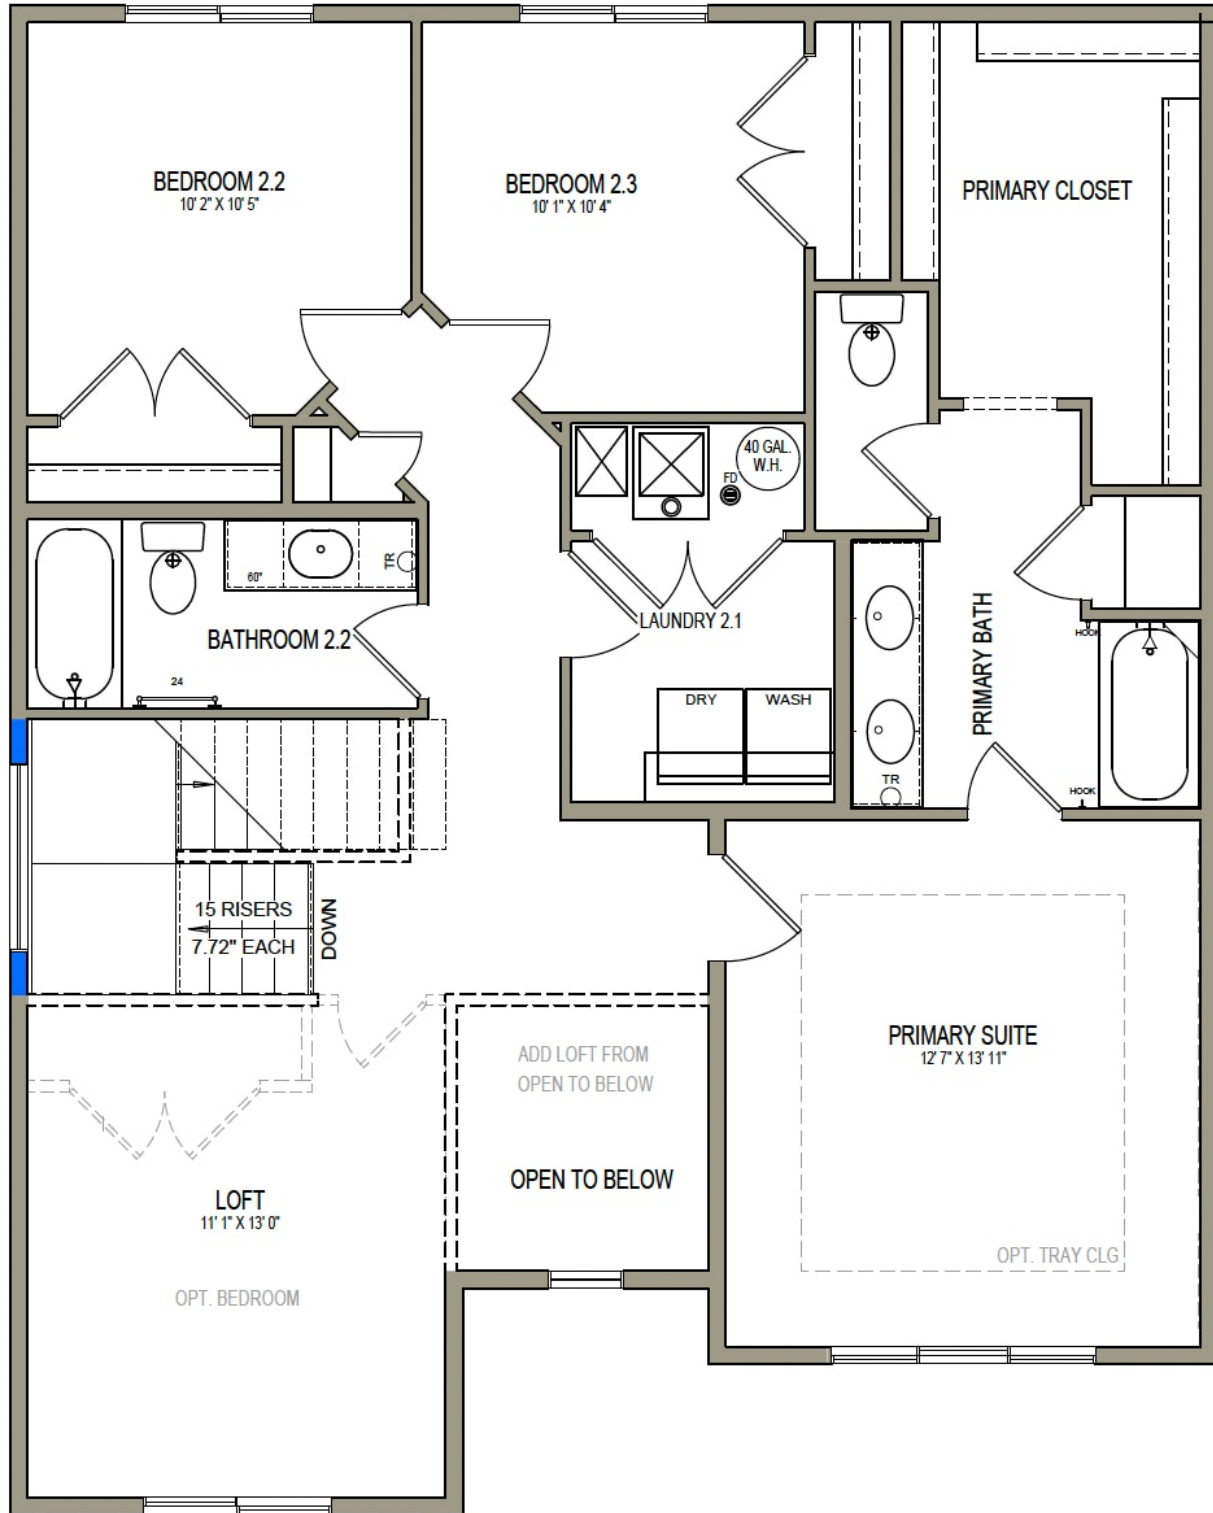 BEDROOM 2.2
10' 2" X 10' 5"
BEDROOM 2.3
10' 1" X 10' 4"
PRIMARY CLOSET
40 GAL.
W.H.
FD
60"
TR
BATHROOM 2.2
24
LAUNDRY 2.1
DRY
WASH
PRIMARY BATH
HOOK
HOOK
TR
15 RISERS
7.72" EACH
DOWN
ADD LOFT FROM
OPEN TO BELOW
OPEN TO BELOW
PRIMARY SUITE
12' 7" X 13' 11"
OPT. TRAY CLG
LOFT
11' 1" X 13' 0"
OPT. BEDROOM